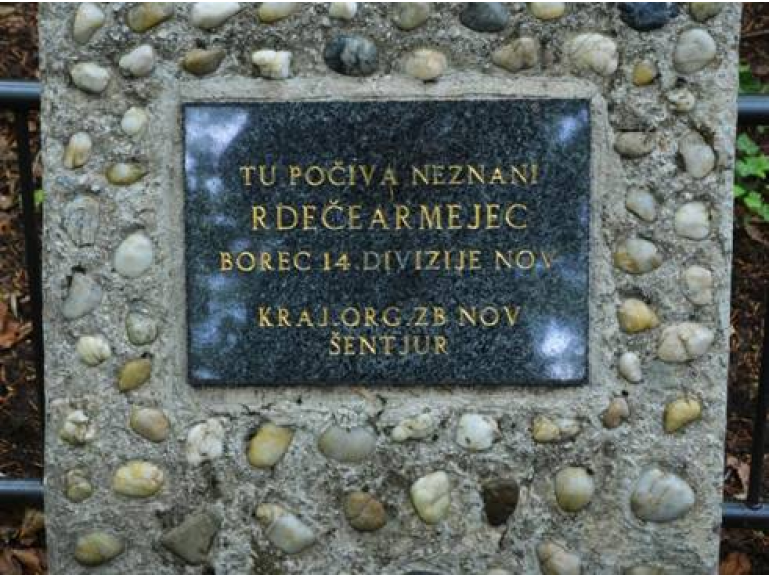 TU POČIVA NEZNANI
RDEČEARMEJEC
BOREC 14. DIVIZIJE NOV
KRAJ.ORG.ZB NOV
ŠENTJUR